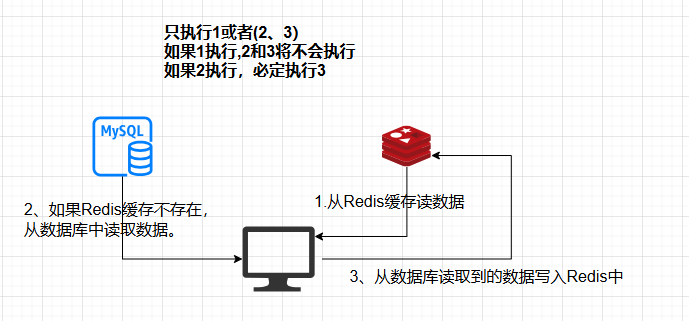 只执行1或者(2、3)
如果1执行,2和3将不会执行
如果2执行，必定执行3
MySQL
2、如果Redis缓存不存在，
从数据库中读取数据。
1.从Redis缓存读数据
3、从数据库读取到的数据写入Redis中